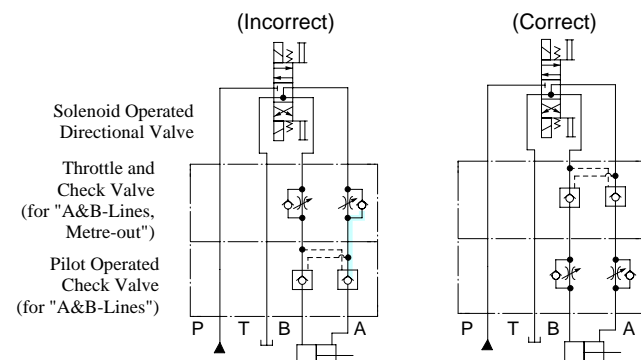 (Incorrect)
(Correct)
Solenoid Operated
Directional Valve
Throttle and
Check Valve
(for "A&B-Lines,
Metre-out")
Pilot Operated
Check Valve
(for "A&B-Lines")
P T B A
P T B A